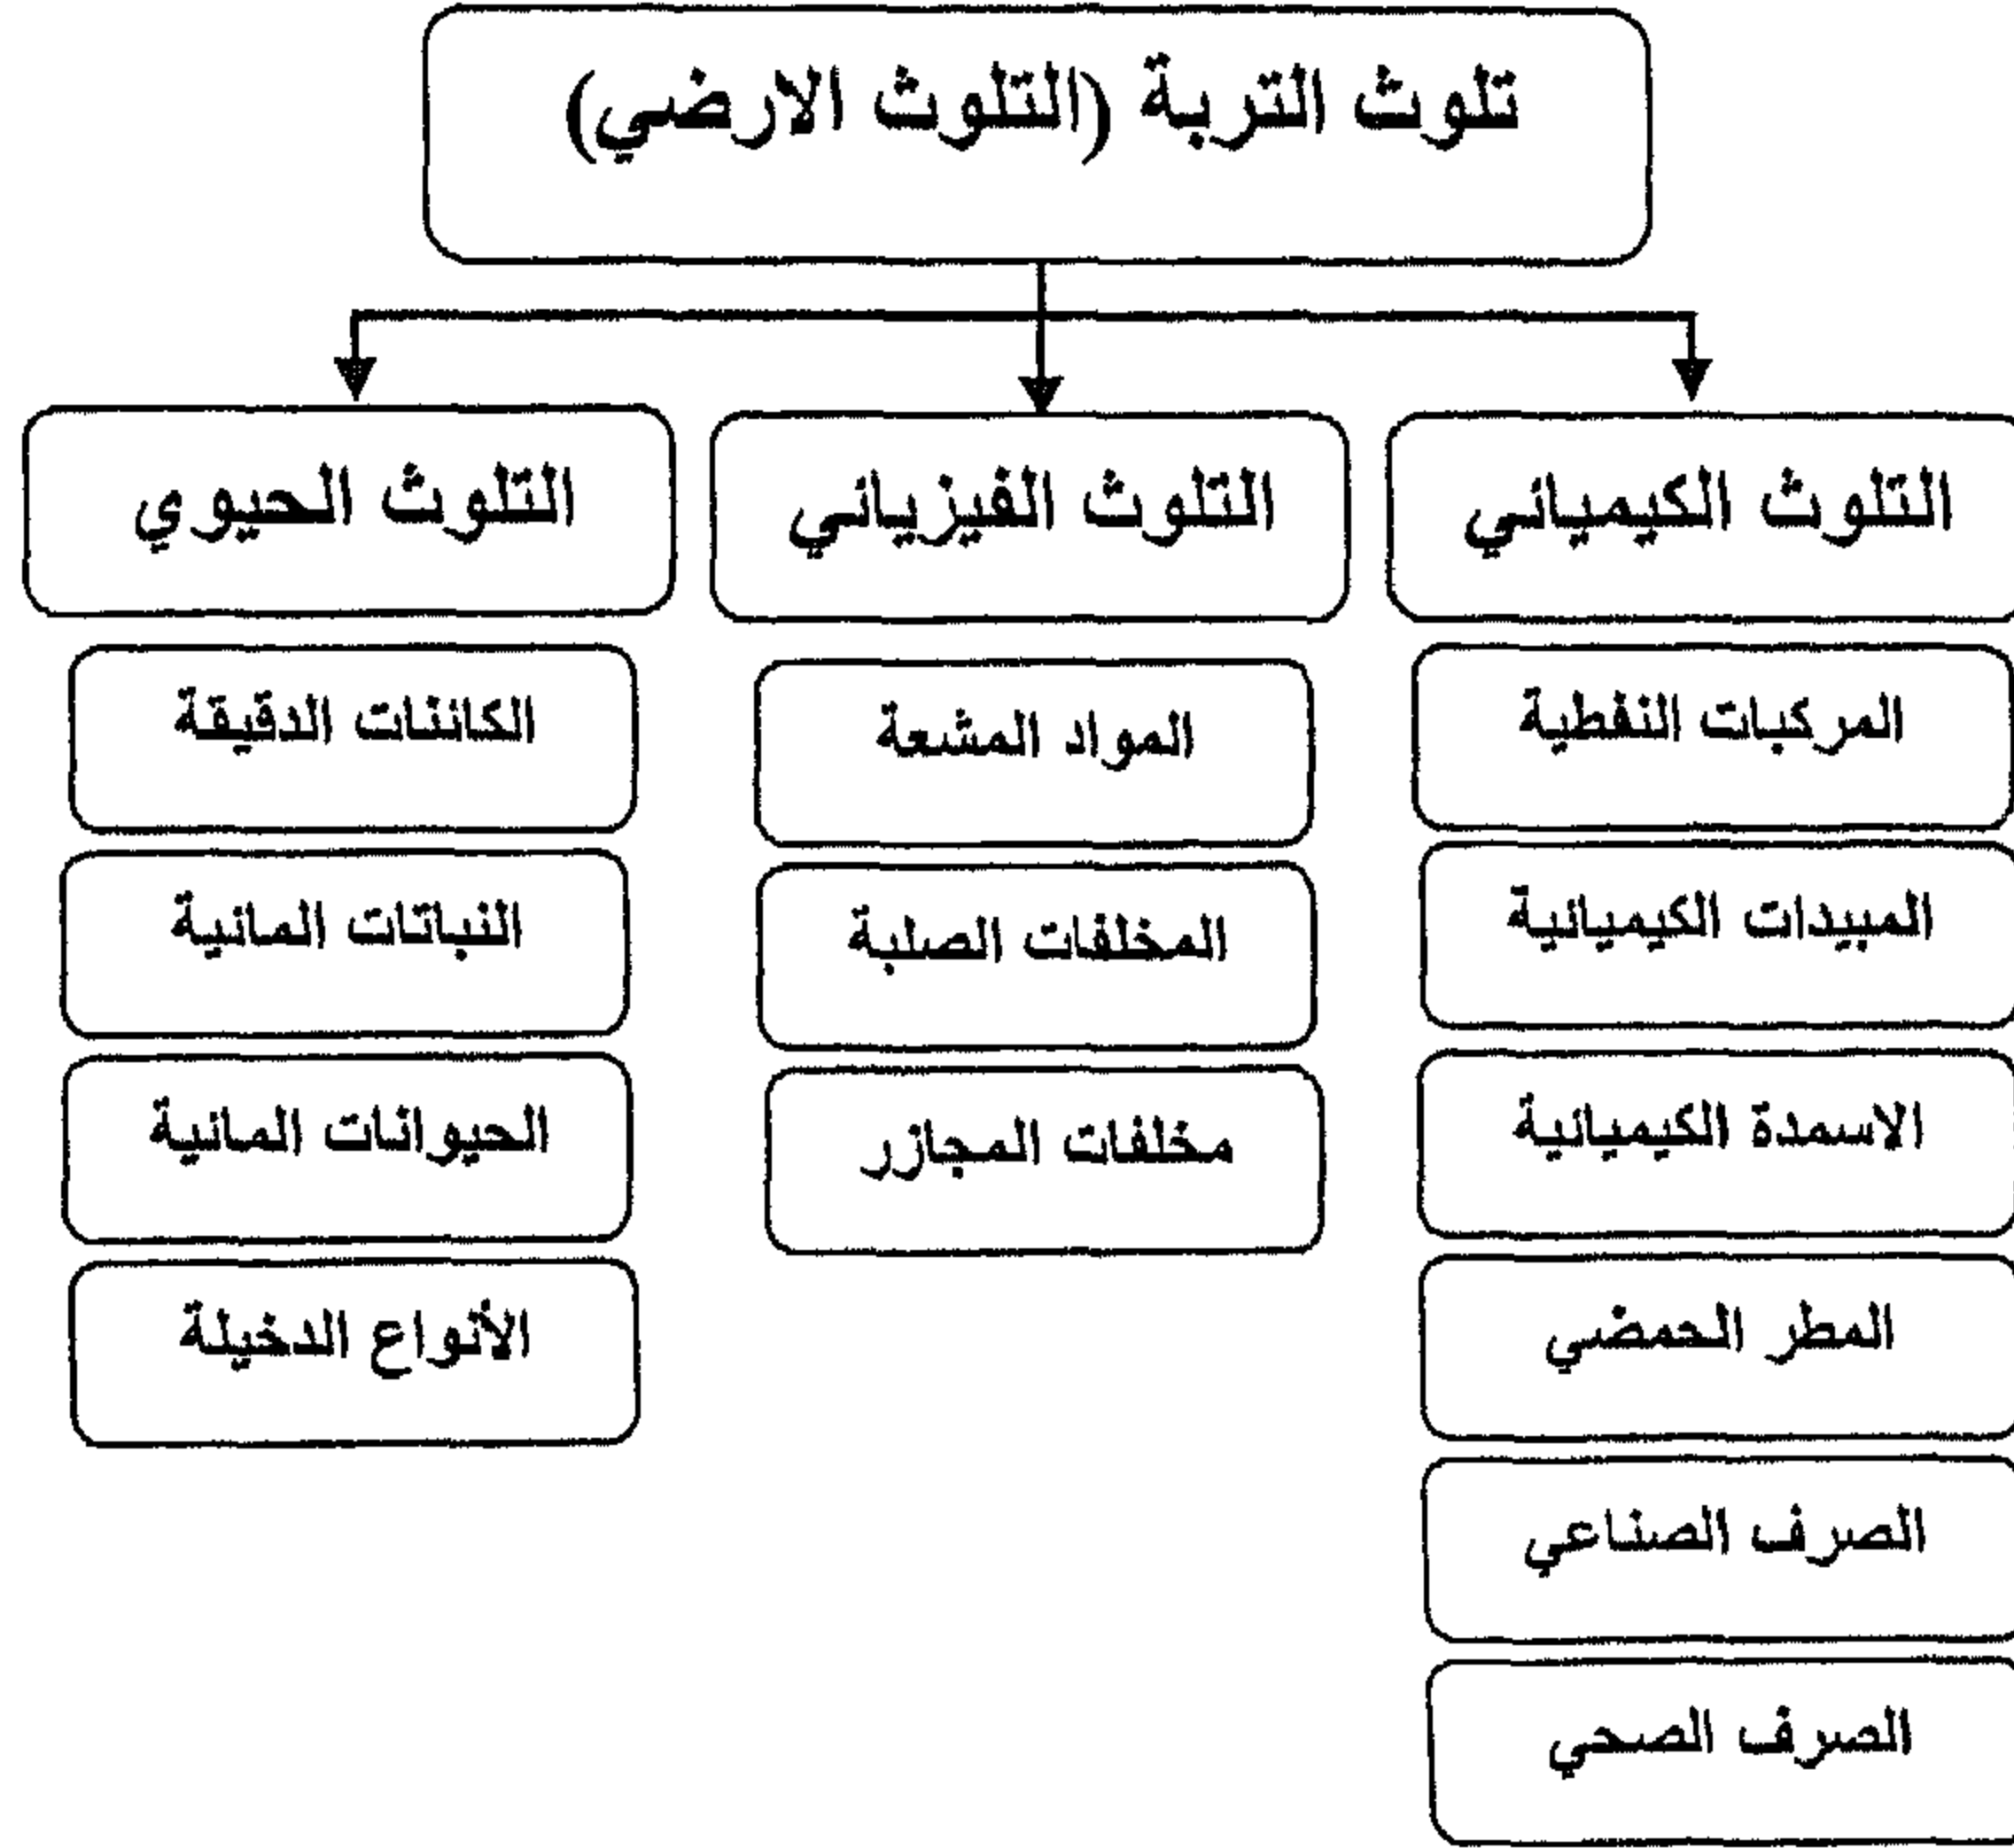 تلوث التربة (التلوث الارضي)
التلوث الكيميائي
المركبات النفطية
المبيدات الكيميائية
الاسمدة الكيميائية
المطر الحمضي
الصرف الصناعي
الصرف الصحي
التلوث الفيزيائي
المواد المشعة
المخلفات الصلبة
مخلفات المجازر
التلوث الحيوي
الكائنات الدقيقة
النباتات المائية
الحيوانات المائية
الأنواع الدخيلة